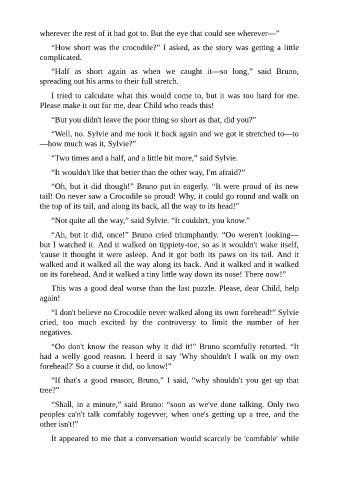 wherever the rest of it had got to. But the eye that could see wherever—”
“How short was the crocodile?” I asked, as the story was getting a little
complicated.
“Half as short again as when we caught it—so long,” said Bruno,
spreading out his arms to their full stretch.
I tried to calculate what this would come to, but it was too hard for me.
Please make it out for me, dear Child who reads this!
“But you didn't leave the poor thing so short as that, did you?”
“Well, no. Sylvie and me took it back again and we got it stretched to—to
—how much was it, Sylvie?”
“Two times and a half, and a little bit more,” said Sylvie.
“It wouldn't like that better than the other way, I'm afraid?”
“Oh, but it did though!” Bruno put in eagerly. “It were proud of its new
tail! Oo never saw a Crocodile so proud! Why, it could go round and walk on
the top of its tail, and along its back, all the way to its head!”
“Not quite all the way,” said Sylvie. “It couldn't, you know.”
“Ah, but it did, once!” Bruno cried triumphantly. “Oo weren't looking—
but I watched it. And it walked on tippiety-toe, so as it wouldn't wake itself,
'cause it thought it were asleep. And it got both its paws on its tail. And it
walked and it walked all the way along its back. And it walked and it walked
on its forehead. And it walked a tiny little way down its nose! There now!”
This was a good deal worse than the last puzzle. Please, dear Child, help
again!
“I don't believe no Crocodile never walked along its own forehead!” Sylvie
cried, too much excited by the controversy to limit the number of her
negatives.
“Oo don't know the reason why it did it!” Bruno scornfully retorted. “It
had a welly good reason. I heerd it say 'Why shouldn't I walk on my own
forehead?' So a course it did, oo know!”
“If that's a good reason, Bruno,” I said, “why shouldn't you get up that
tree?”
“Shall, in a minute,” said Bruno: “soon as we've done talking. Only two
peoples ca'n't talk comfably togevver, when one's getting up a tree, and the
other isn't!”
It appeared to me that a conversation would scarcely be 'comfable' while